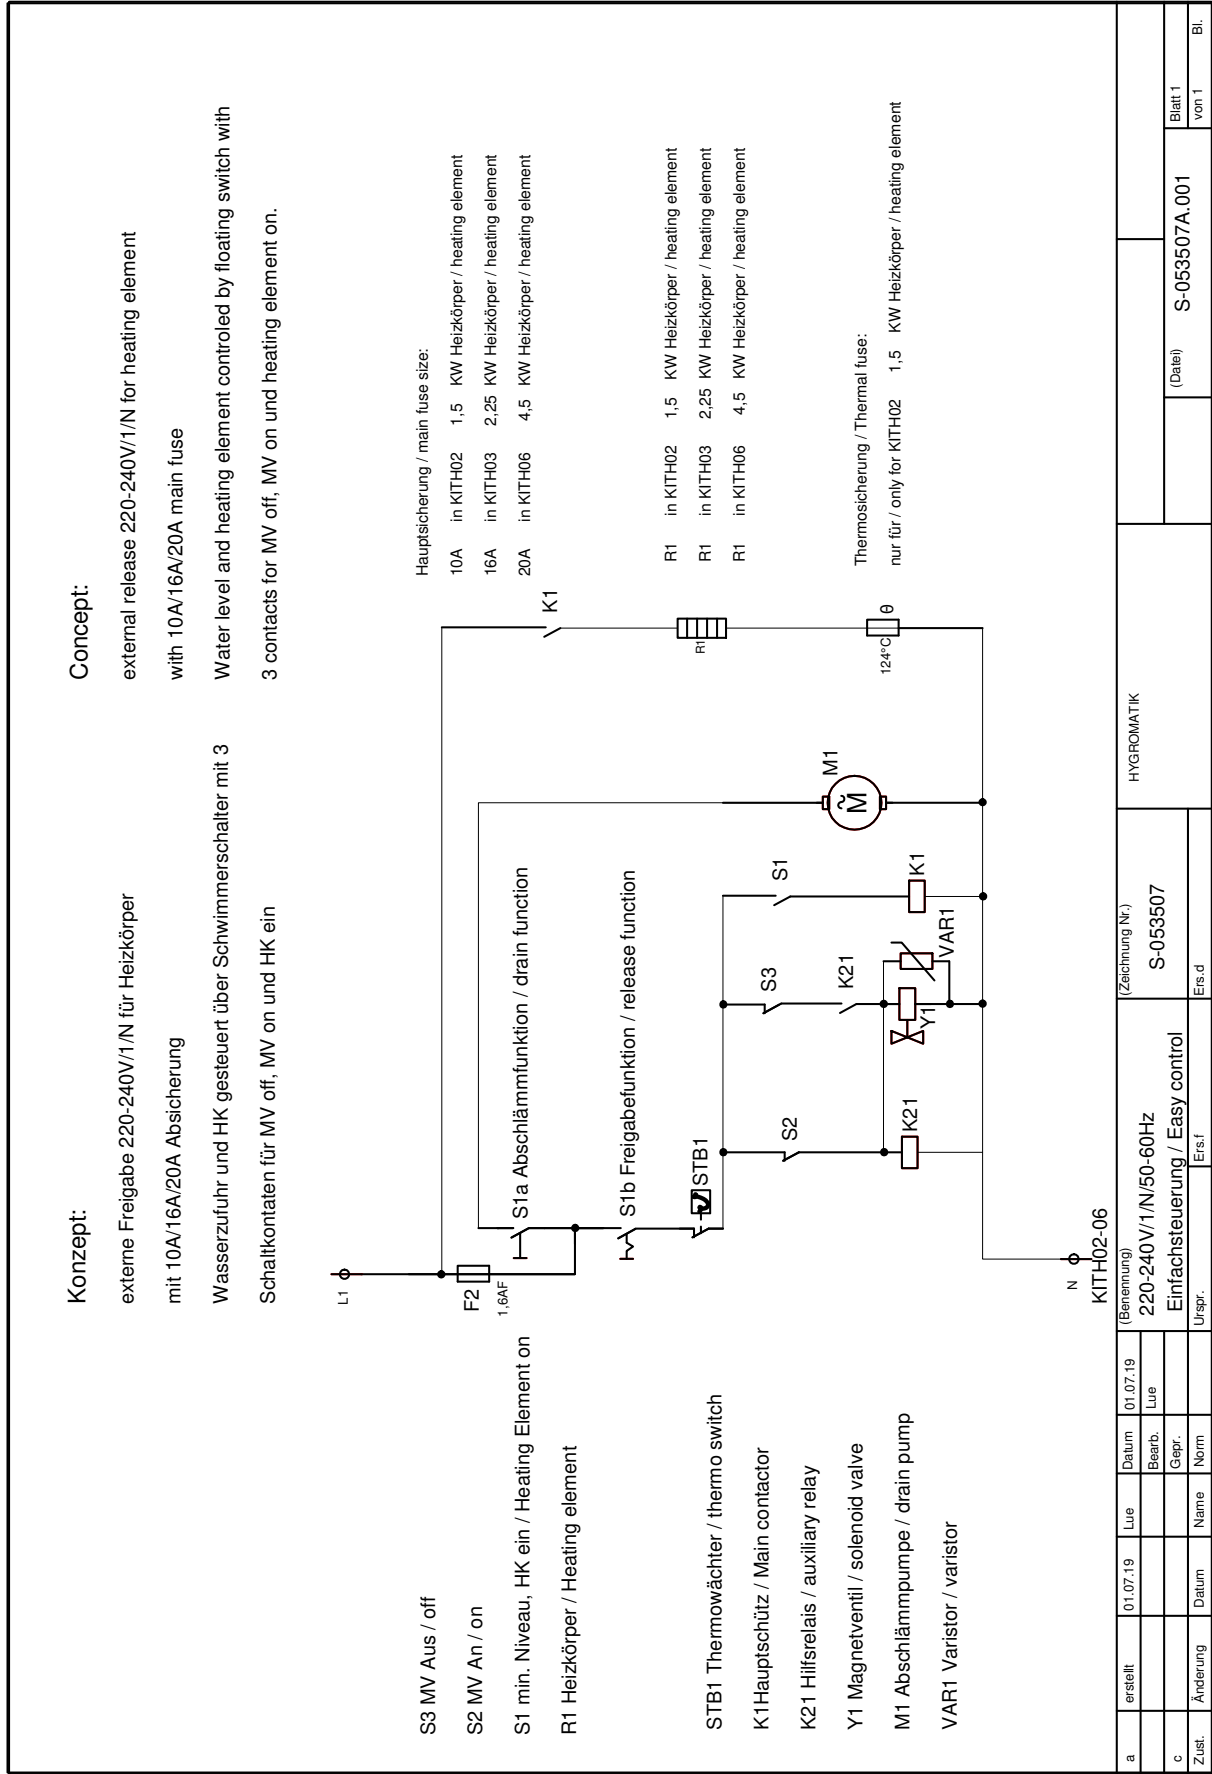 Konzept:
externe Freigabe 220-240V/1/N für Heizkörper
mit 10A/16A/20A Absicherung
Wasserzufuhr und HK gesteuert über Schwimmerschalter mit 3
Schaltkontaten für MV off, MV on und HK ein
Concept:
external release 220-240V/1/N for heating element
with 10A/16A/20A main fuse
Water level and heating element controled by floating switch with
3 contacts for MV off, MV on und heating element on.
S3 MV Aus / off
S2 MV An / on
S1 min. Niveau, HK ein / Heating Element on
R1 Heizkörper / Heating element
STB1 Thermowächter / thermo switch
K1Hauptschütz / Main contactor
K21 Hilfsrelais / auxiliary relay
Y1 Magnetventil / solenoid valve
M1 Abschlämmpumpe / drain pump
VAR1 Varistor / varistor
L1
F2
1,6AF
S1a Abschlämmfunktion / drain function
S1b Freigabefunktion / release function
STB1
S2
S3
S1
K21
K21
Y1
VAR1
K1
M1
M
K1
R1
124°C
θ
N
KITH02-06
Hauptsicherung / main fuse size:
10A in KITH02 1,5 KW Heizkörper / heating element
16A in KITH03 2,25 KW Heizkörper / heating element
20A in KITH06 4,5 KW Heizkörper / heating element
R1 in KITH02 1,5 KW Heizkörper / heating element
R1 in KITH03 2,25 KW Heizkörper / heating element
R1 in KITH06 4,5 KW Heizkörper / heating element
Thermosicherung / Thermal fuse:
nur für / only for KITH02 1,5 KW Heizkörper / heating element
a erstellt 01.07.19 Lue Datum 01.07.19
Bearb. Lue
c Gepr.
Zust. Änderung Datum Name Norm
(Benennung)
220-240V/1/N/50-60Hz
Einfachsteuerung / Easy control
Urspr. Ers.f Ers.d
(Zeichnung Nr.)
S-053507
HYGROMATIK
(Datei) S-053507A.001
Blatt 1
von 1 Bl.